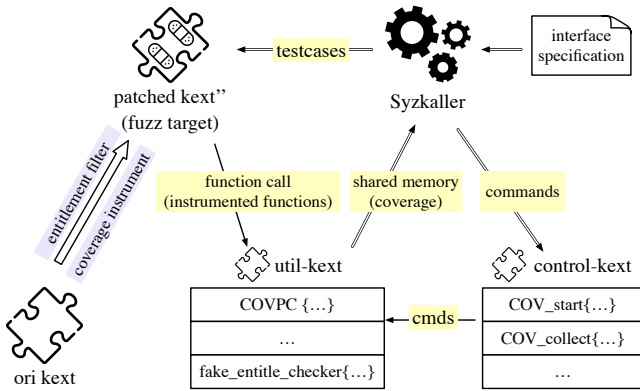 testcases
interface
specification
patched kext’’
(fuzz target)
Syzkaller
entitlement filter
coverage instrument
function call
(instrumented functions)
shared memory
(coverage)
commands
util-kext
control-kext
COVPC {…}
…
fake_entitle_checker{…}
cmds
COV_start{…}
COV_collect{…}
…
ori kext